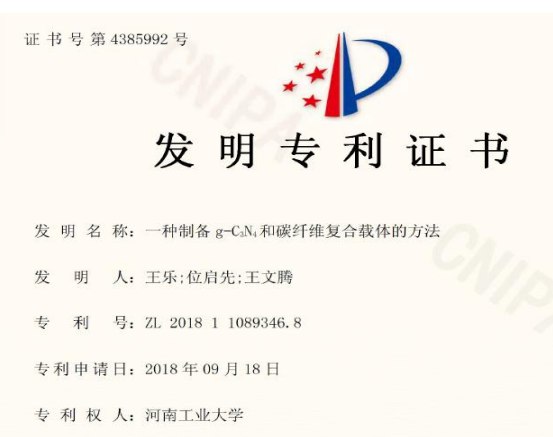 证书号第4385992号
CNIPA
发明专利证书
发明名称：一种制备 g-C₃N₄和碳纤维复合载体的方法
CNIPA
发明人：王乐;位启先;王文腾
专利号：ZL 2018 1 1089346.8
专利申请日：2018年09月18日
专利权人：河南工业大学